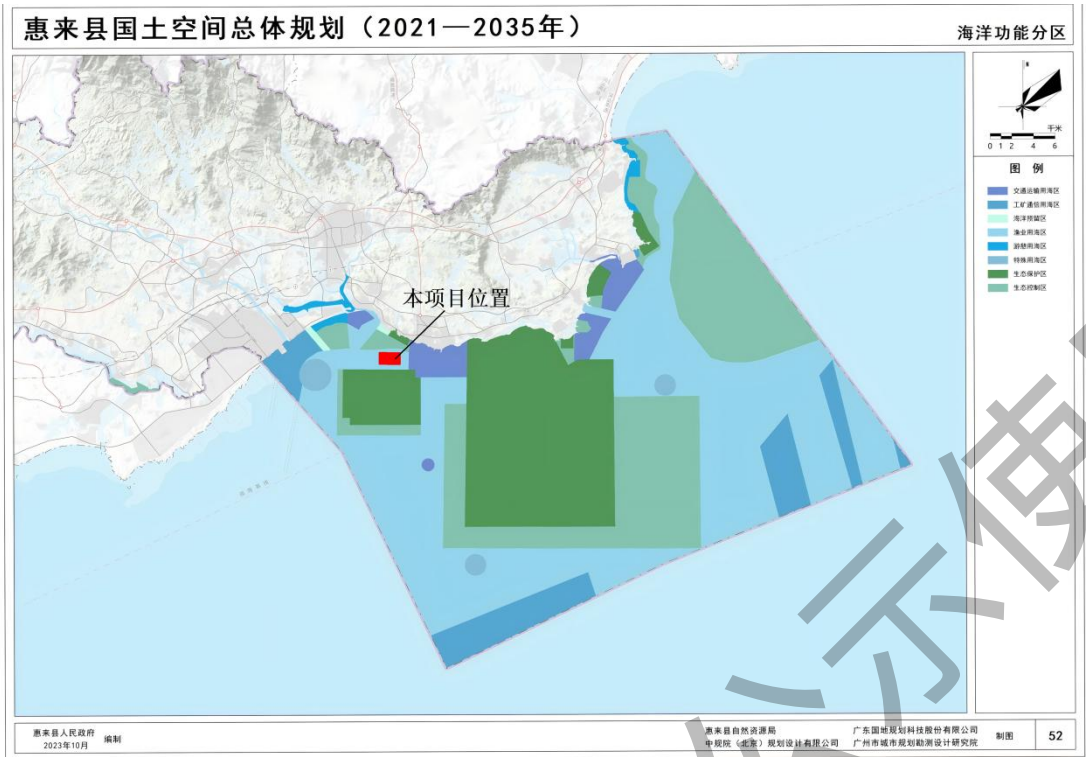 惠来县国土空间总体规划（2021—2035年）
海洋功能分区
千米
0 1 2 4 6
图 例
交通运输用海区
工矿通信用海区
海洋预留区
渔业用海区
游憩用海区
特殊用海区
生态保护区
生态控制区
本项目位置
示使
惠来县人民政府
2023年10月
编制
惠来县自然资源局
中规院（北京）规划设计有限公司
广东国地规划科技股份有限公司
广州市城市规划勘测设计研究院
制图
52